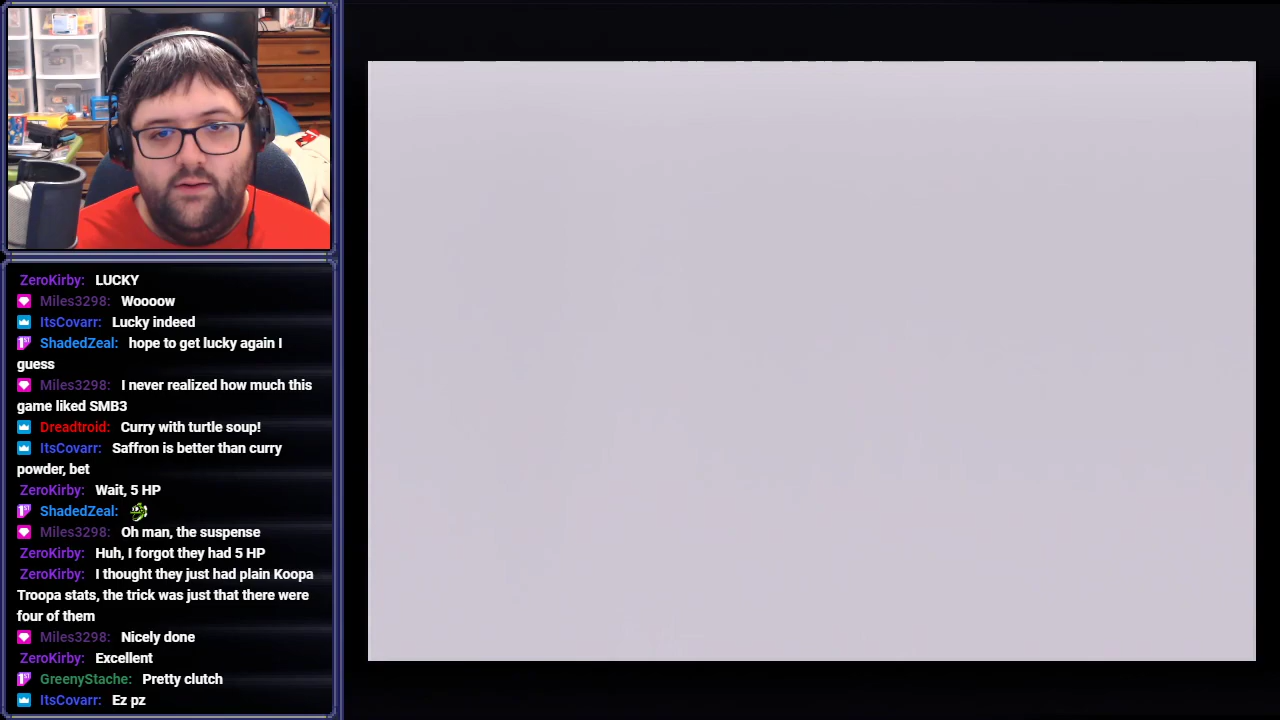 ZeroKirby: LUCKY
Miles3298: Woooow
ItsCovarr: Lucky indeed
ShadedZeal: hope to get lucky again I
guess
Miles3298: I never realized how much this
game liked SMB3
Dreadtroid: Curry with turtle soup!
ItsCovarr: Saffron is better than curry
powder, bet
ZeroKirby: Wait, 5 HP
ShadedZeal:
Miles3298: Oh man, the suspense
ZeroKirby: Huh, I forgot they had 5 HP
ZeroKirby: I thought they just had plain Koopa
Troopa stats, the trick was just that there were
four of them
Miles3298: Nicely done
ZeroKirby: Excellent
GreenyStache: Pretty clutch
ItsCovarr: Ez pz